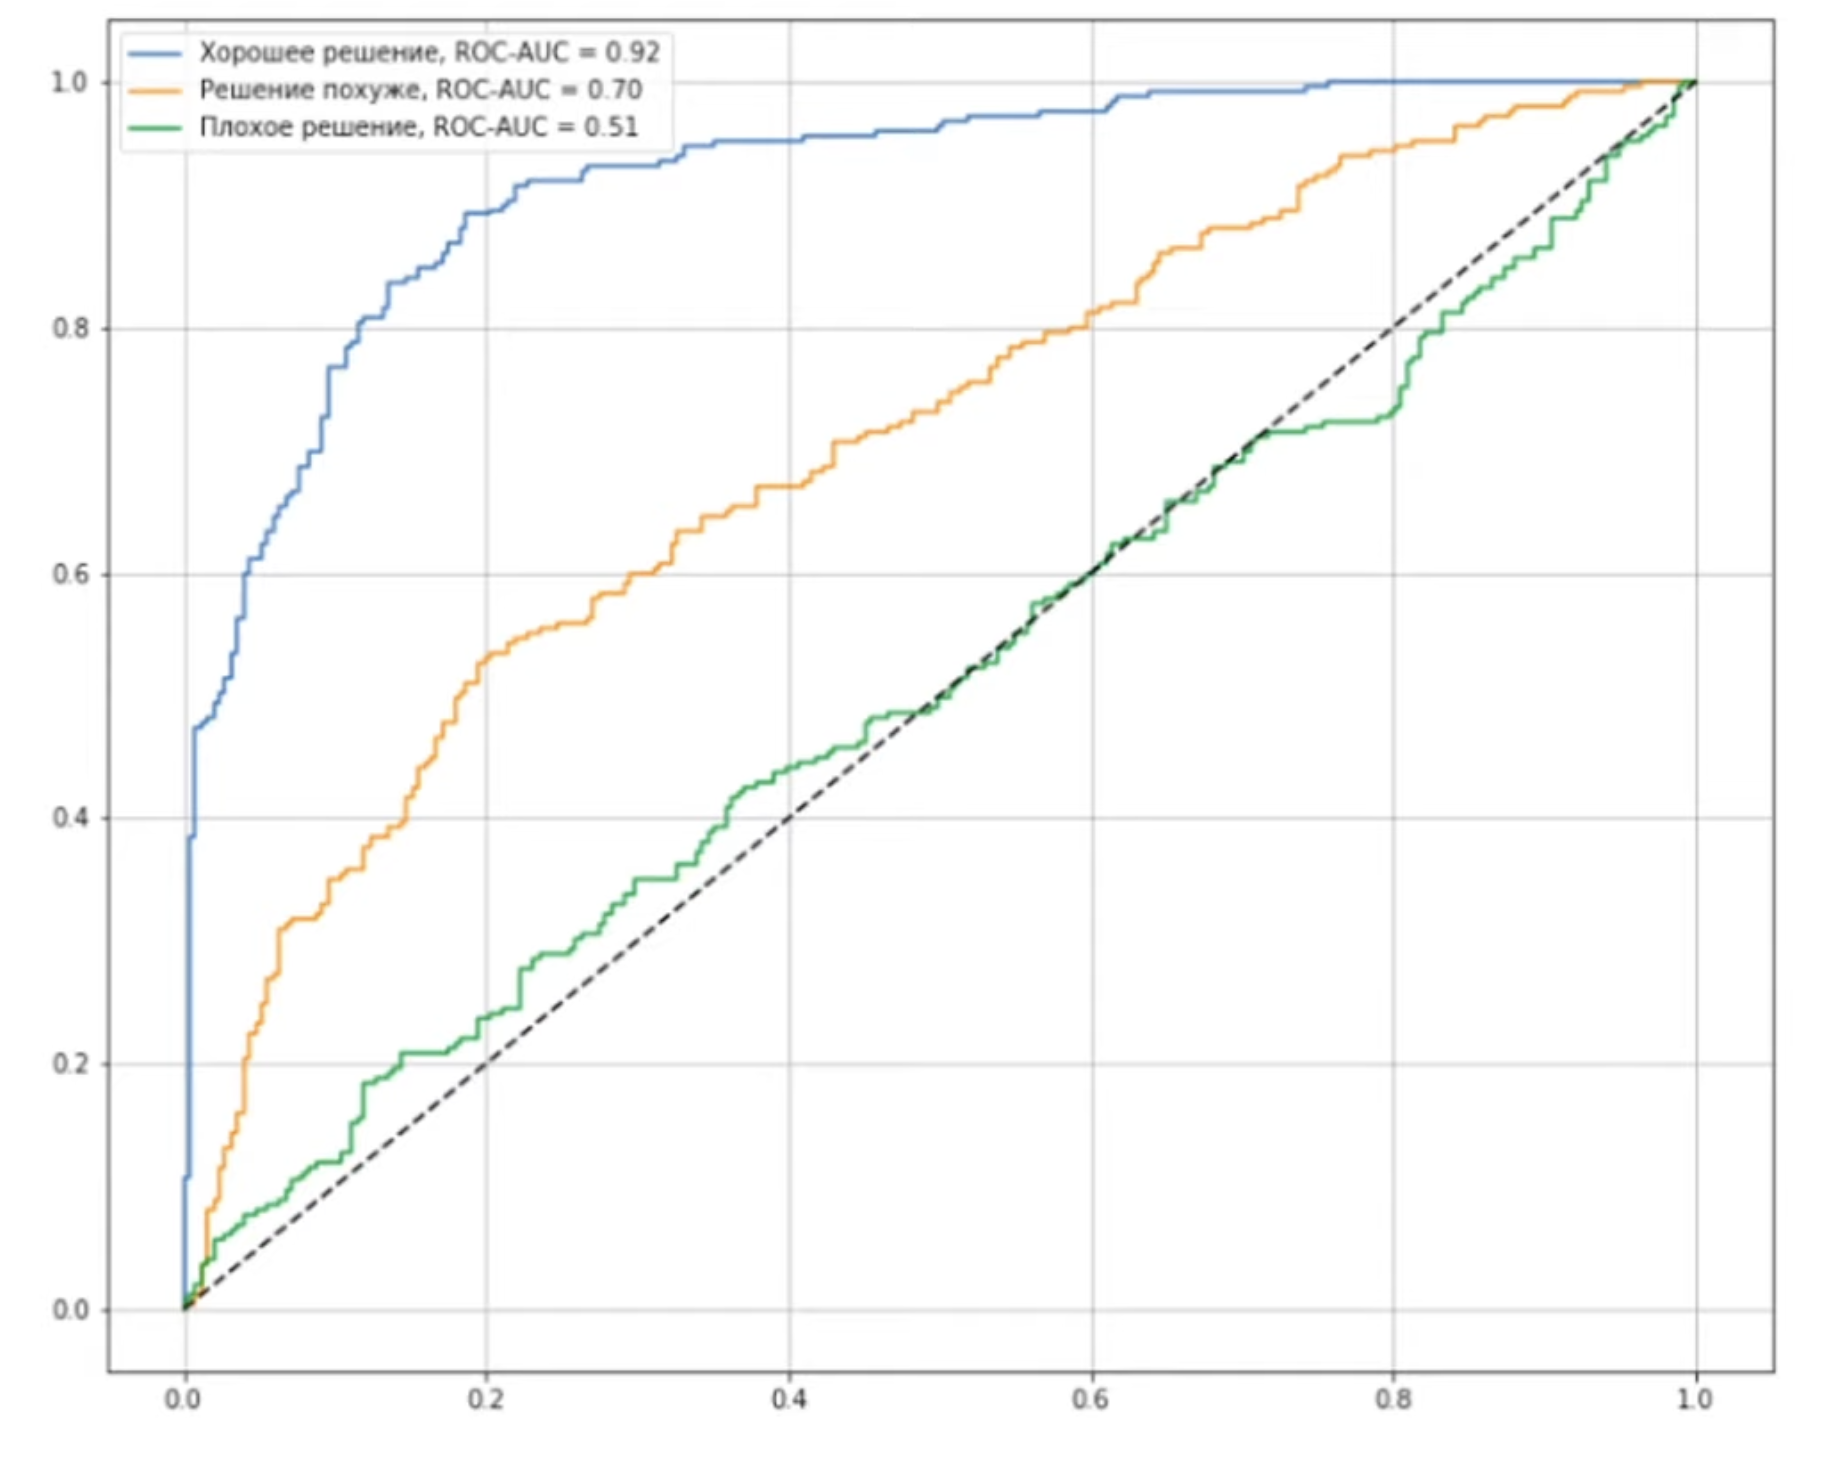 Хорошее решение, ROC-AUC = 0.92
Решение похуже, ROC-AUC = 0.70
Плохое решение, ROC-AUC = 0.51
1.0
0.8
0.6
0.4
0.2
0.0
0.0 0.2 0.4 0.6 0.8 1.0